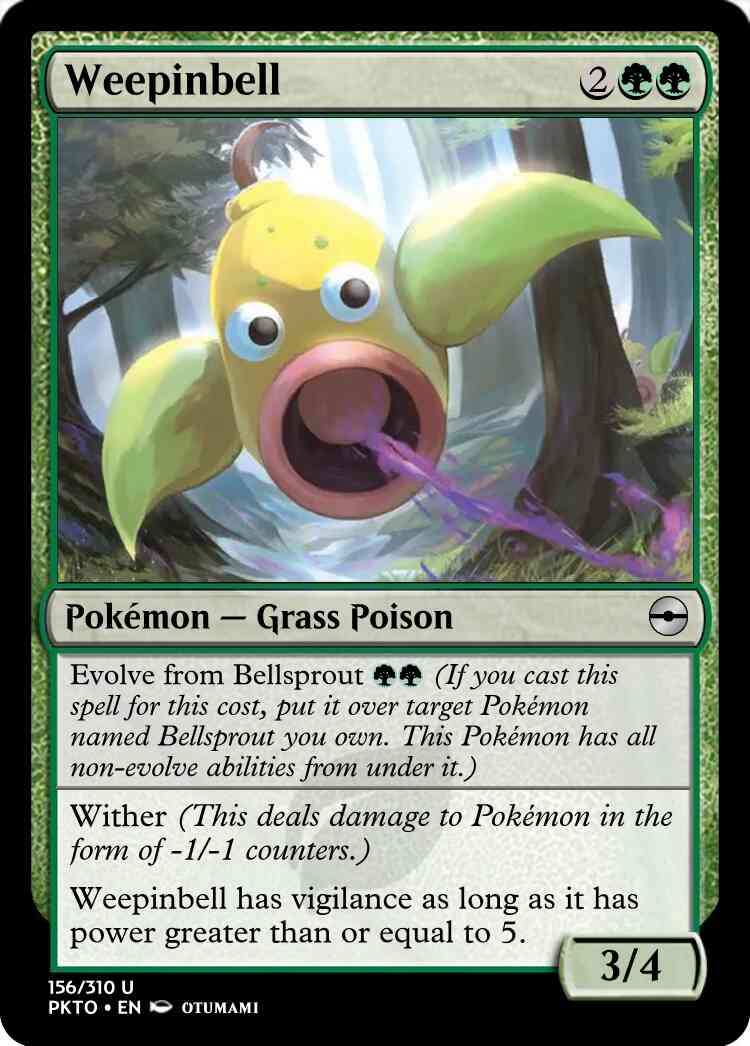 Weepinbell 2
Pokémon — Grass Poison
Evolve from Bellsprout (If you cast this
spell for this cost, put it over target Pokémon
named Bellsprout you own. This Pokémon has all
non-evolve abilities from under it.)
Wither (This deals damage to Pokémon in the
form of -1/-1 counters.)
Weepinbell has vigilance as long as it has
power greater than or equal to 5.
3/4
156/310 U
PKTO • EN OTUMAMI